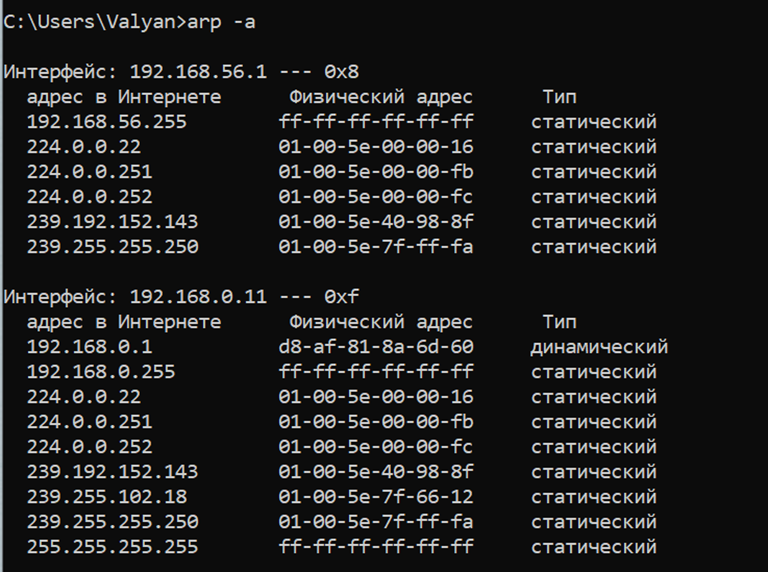 C:\Users\Valyan>arp -a
Интерфейс: 192.168.56.1 --- 0x8
адрес в Интернете Физический адрес Тип
192.168.56.255 ff-ff-ff-ff-ff-ff статический
224.0.0.22 01-00-5e-00-00-16 статический
224.0.0.251 01-00-5e-00-00-fb статический
224.0.0.252 01-00-5e-00-00-fc статический
239.192.152.143 01-00-5e-40-98-8f статический
239.255.255.250 01-00-5e-7f-ff-fa статический
Интерфейс: 192.168.0.11 --- 0xf
адрес в Интернете Физический адрес Тип
192.168.0.1 d8-af-81-8a-6d-60 динамический
192.168.0.255 ff-ff-ff-ff-ff-ff статический
224.0.0.22 01-00-5e-00-00-16 статический
224.0.0.251 01-00-5e-00-00-fb статический
224.0.0.252 01-00-5e-00-00-fc статический
239.192.152.143 01-00-5e-40-98-8f статический
239.255.102.18 01-00-5e-7f-66-12 статический
239.255.255.250 01-00-5e-7f-ff-fa статический
255.255.255.255 ff-ff-ff-ff-ff-ff статический